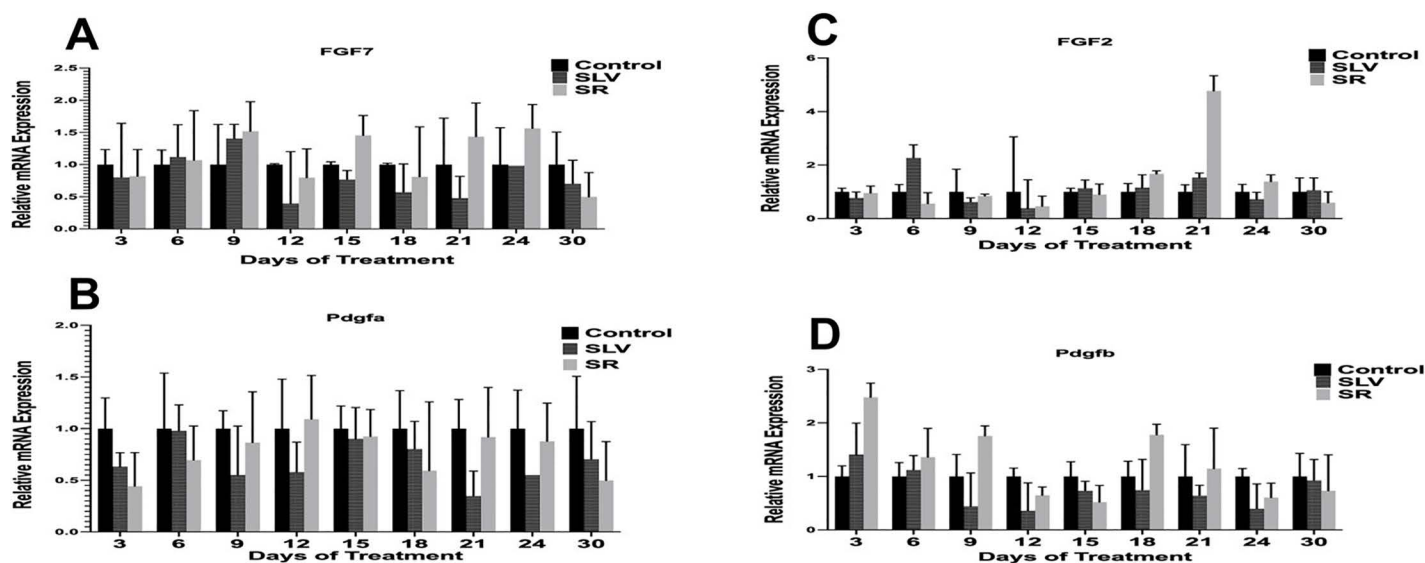 A
FGF7
Relative mRNA Expression
2.5
2.0
1.5
1.0
0.5
0.0
Control
SLV
SR
3 6 9 12 15 18 21 24 30
Days of Treatment
B
Pdgfa
Relative mRNA Expression
2.0
1.5
1.0
0.5
0.0
Control
SLV
SR
3 6 9 12 15 18 21 24 30
Days of Treatment
C
FGF2
Relative mRNA Expression
6
4
2
0
Control
SLV
SR
3 6 9 12 15 18 21 24 30
Days of Treatment
D
Pdgfb
Relative mRNA Expression
3
2
1
0
Control
SLV
SR
3 6 9 12 15 18 21 24 30
Days of Treatment